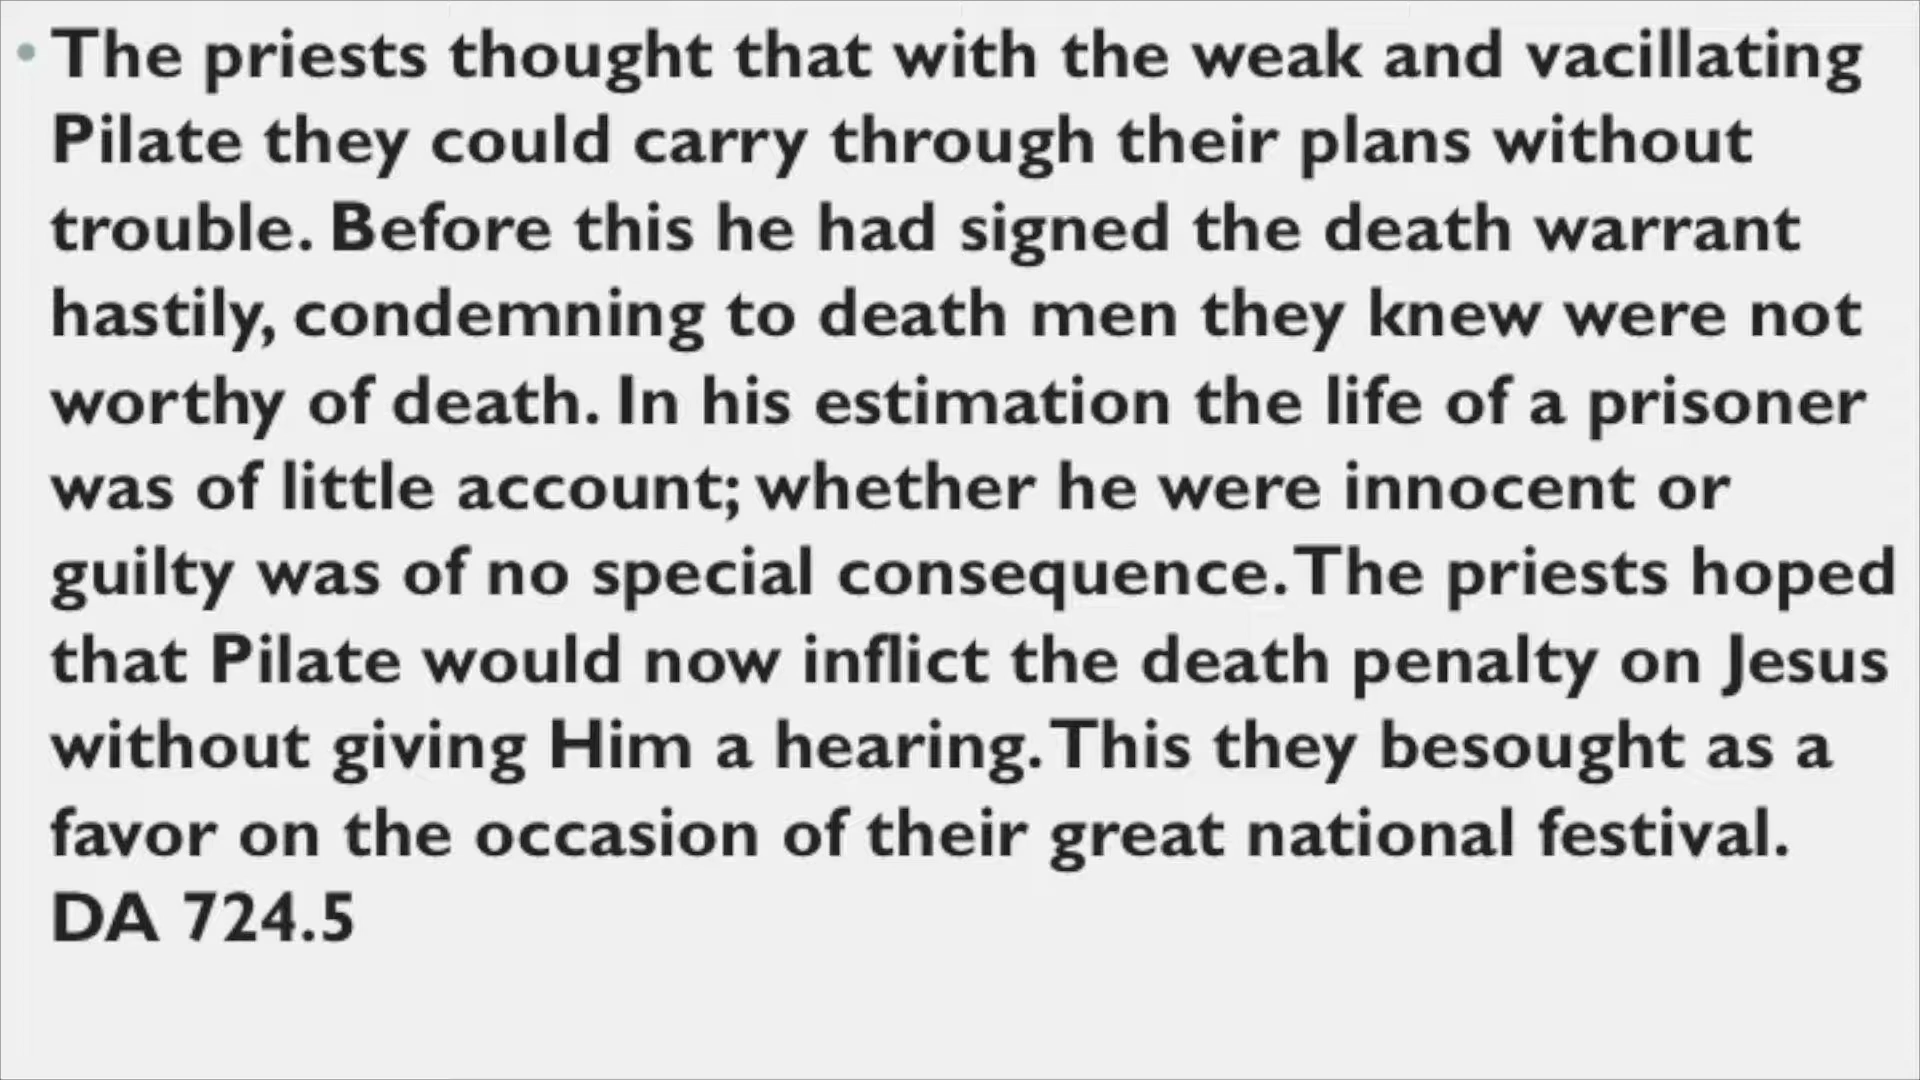 • The priests thought that with the weak and vacillating
Pilate they could carry through their plans without
trouble. Before this he had signed the death warrant
hastily, condemning to death men they knew were not
worthy of death. In his estimation the life of a prisoner
was of little account; whether he were innocent or
guilty was of no special consequence. The priests hoped
that Pilate would now inflict the death penalty on Jesus
without giving Him a hearing. This they besought as a
favor on the occasion of their great national festival.
DA 724.5